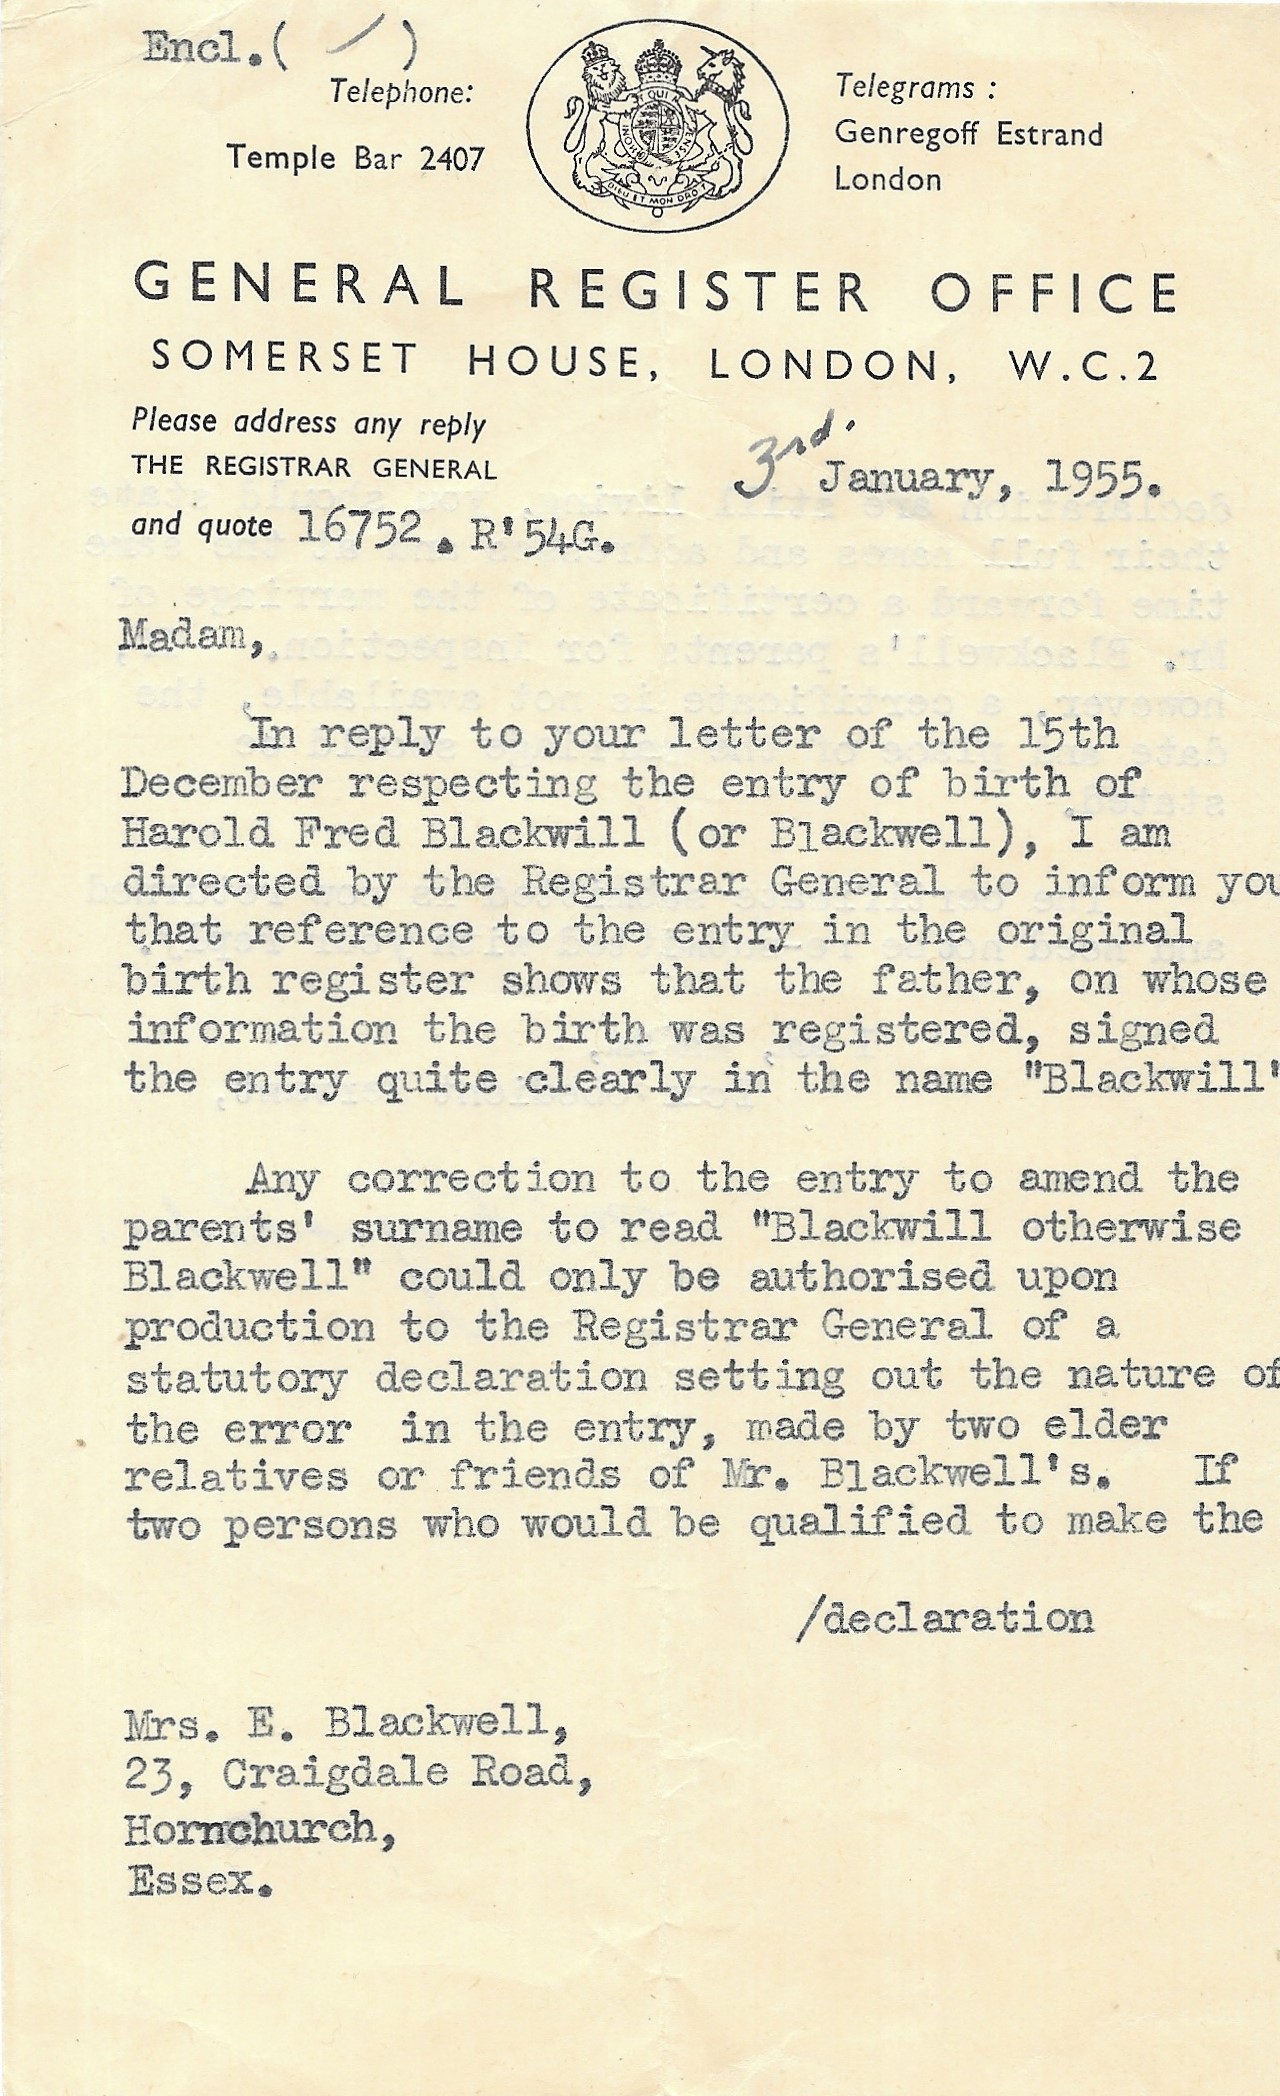 Encl.( / )
Telephone:
Temple Bar 2407
QUI
DIEU ET MON DROIT
Telegrams :
Genregoff Estrand
London
GENERAL REGISTER OFFICE
SOMERSET HOUSE, LONDON, W.C.2
Please address any reply
THE REGISTRAR GENERAL
and quote 16752. R'54G.
3rd. January, 1955.
Madam,
In reply to your letter of the 15th
December respecting the entry of birth of
Harold Fred Blackwill (or Blackwell), I am
directed by the Registrar General to inform you
that reference to the entry in the original
birth register shows that the father, on whose
information the birth was registered, signed
the entry quite clearly in the name "Blackwill"
Any correction to the entry to amend the
parents' surname to read "Blackwill otherwise
Blackwell" could only be authorised upon
production to the Registrar General of a
statutory declaration setting out the nature of
the error in the entry, made by two elder
relatives or friends of Mr. Blackwell's. If
two persons who would be qualified to make the
/declaration
Mrs. E. Blackwell,
23, Craigdale Road,
Hornchurch,
Essex.